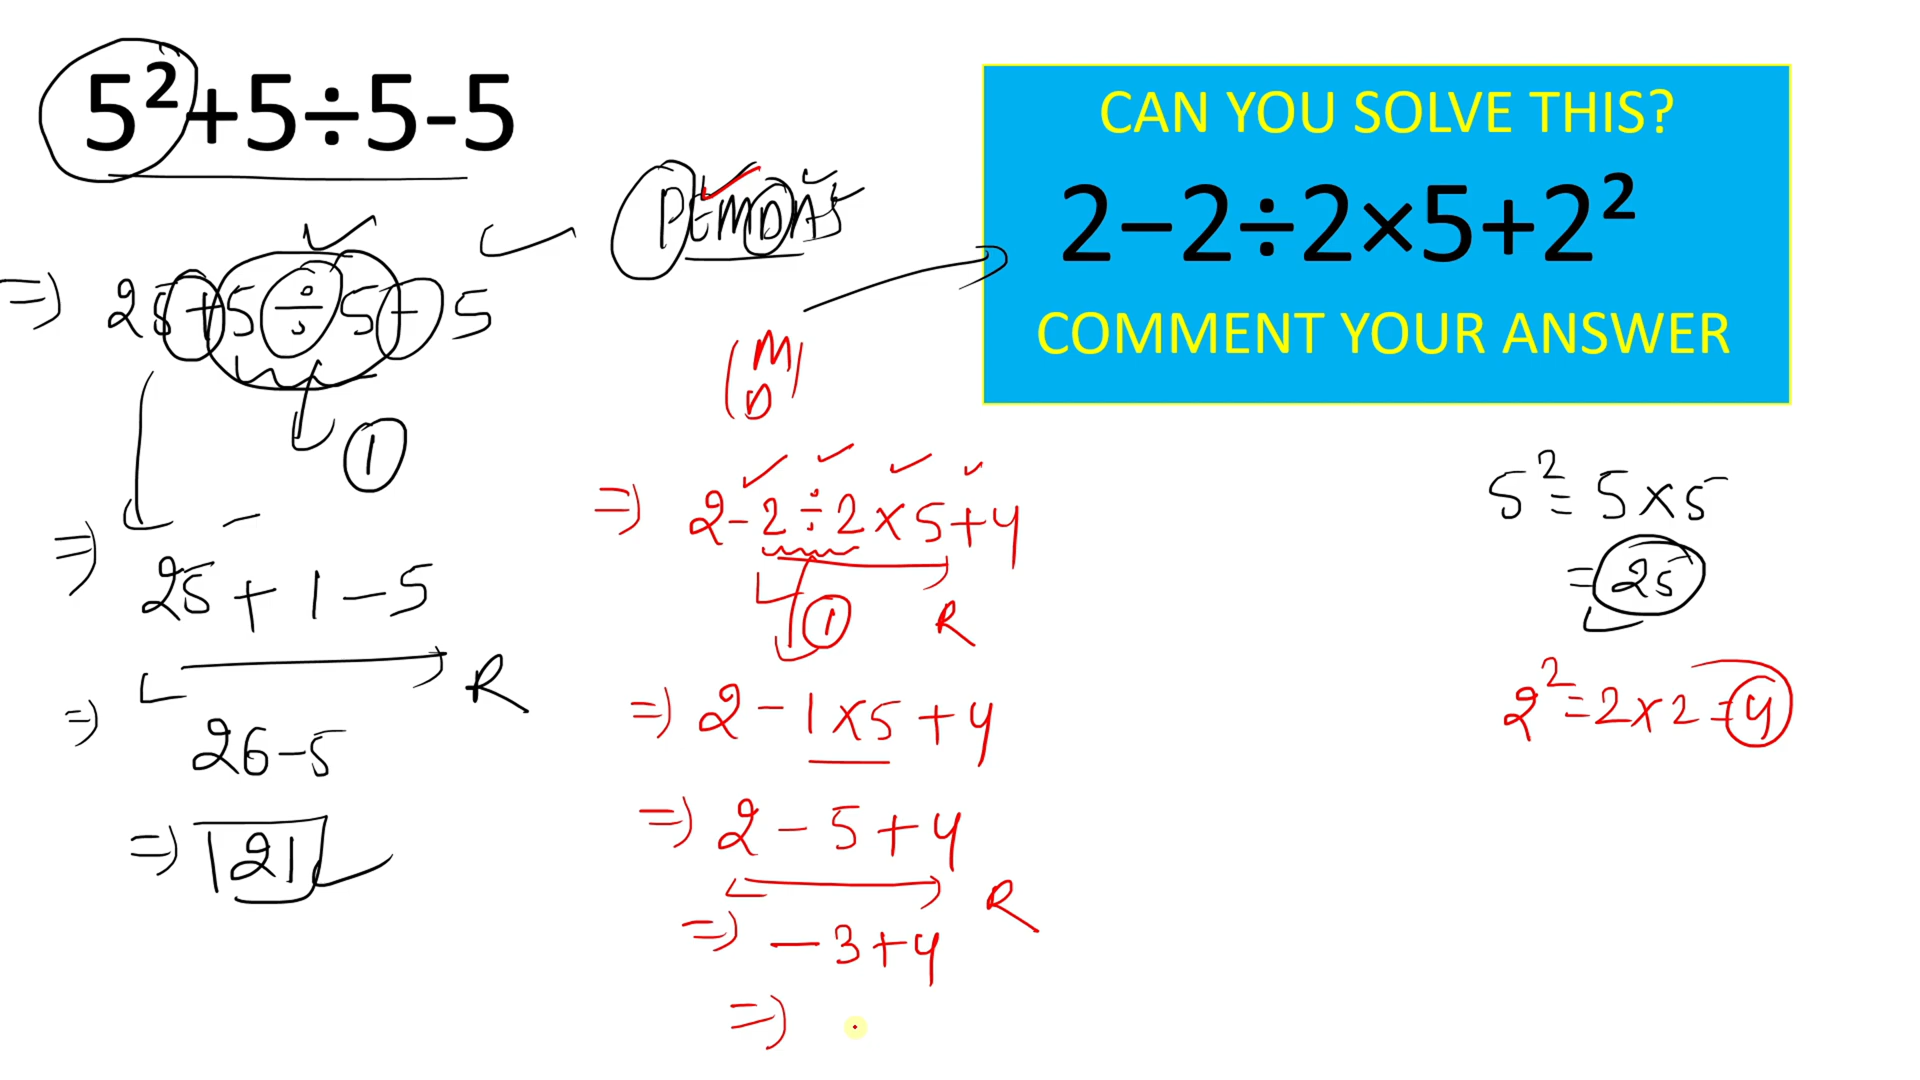 5²+5÷5-5
=> 25+5÷5-5
1
=> 25+1-5
R
=> 26-5
=> 21
PEMDAS
CAN YOU SOLVE THIS?
2−2÷2×5+2²
COMMENT YOUR ANSWER
M
D
=> 2-2÷2×5+4
1 R
=> 2-1×5+4
=> 2-5+4
R
=> -3+4
=>
5²=5×5
=25
2²=2×2=4